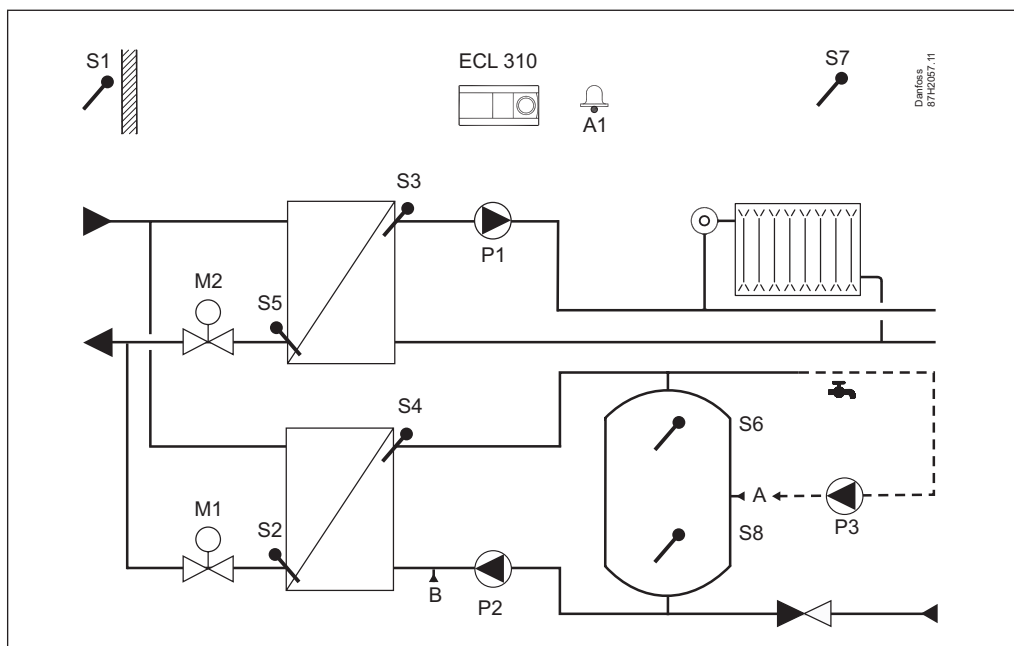 S1
ECL 310
A1
S7
Danfoss
87H2057.11
S3
P1
M2
S5
S4
S6
A
P3
S8
M1
S2
B
P2